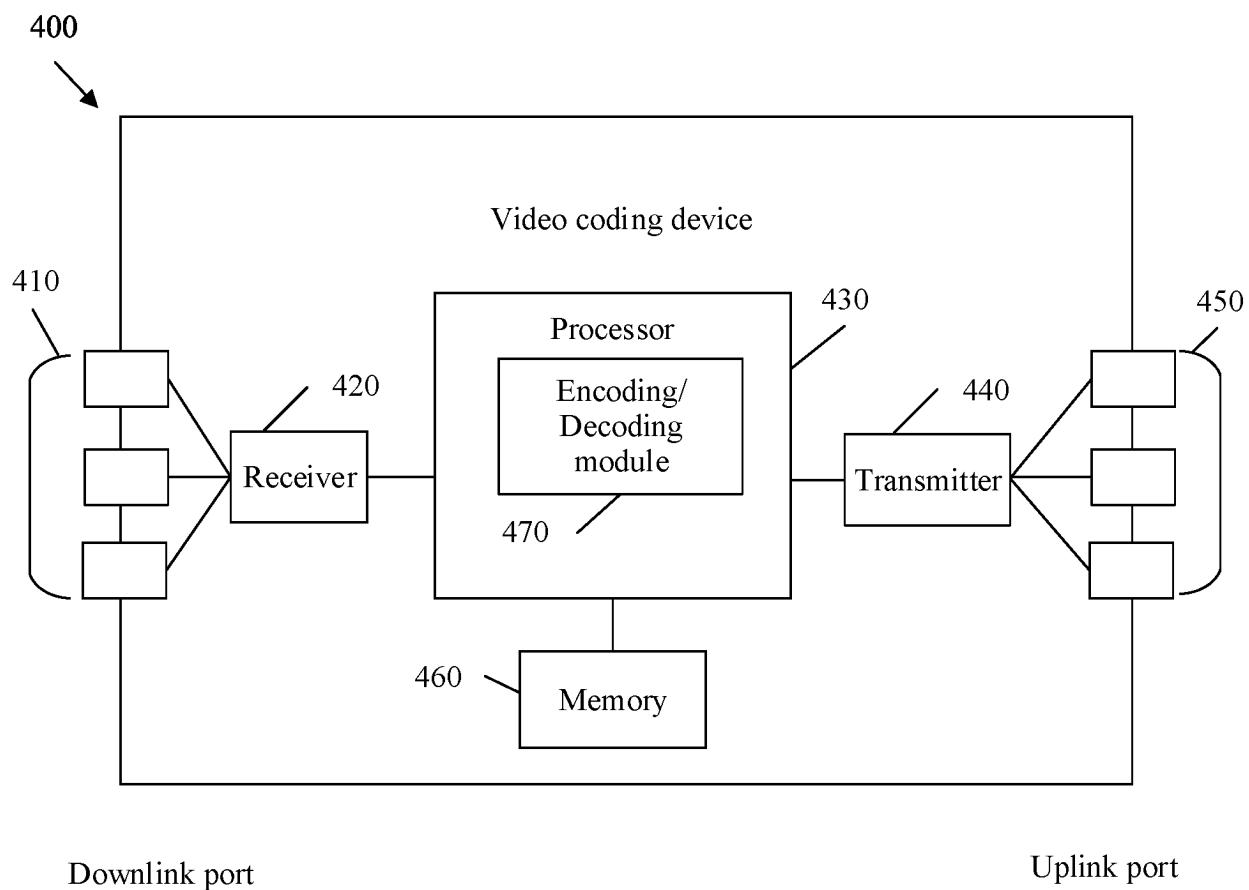 400
Video coding device
410
430
450
Processor
420
Encoding/
Decoding
module
440
Receiver
Transmitter
470
460
Memory
Downlink port
Uplink port